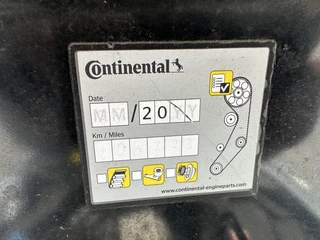 Continental
Date
MM/20YY
Km / Miles
www.continental-engineparts.com